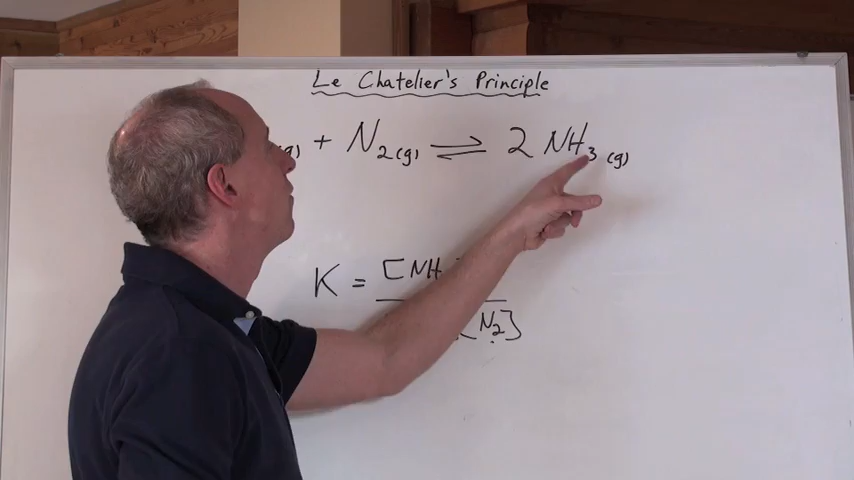 Le Chatelier's Principle
(g) + N₂(g) ⇌ 2 NH₃ (g)
K = [NH
[N₂]